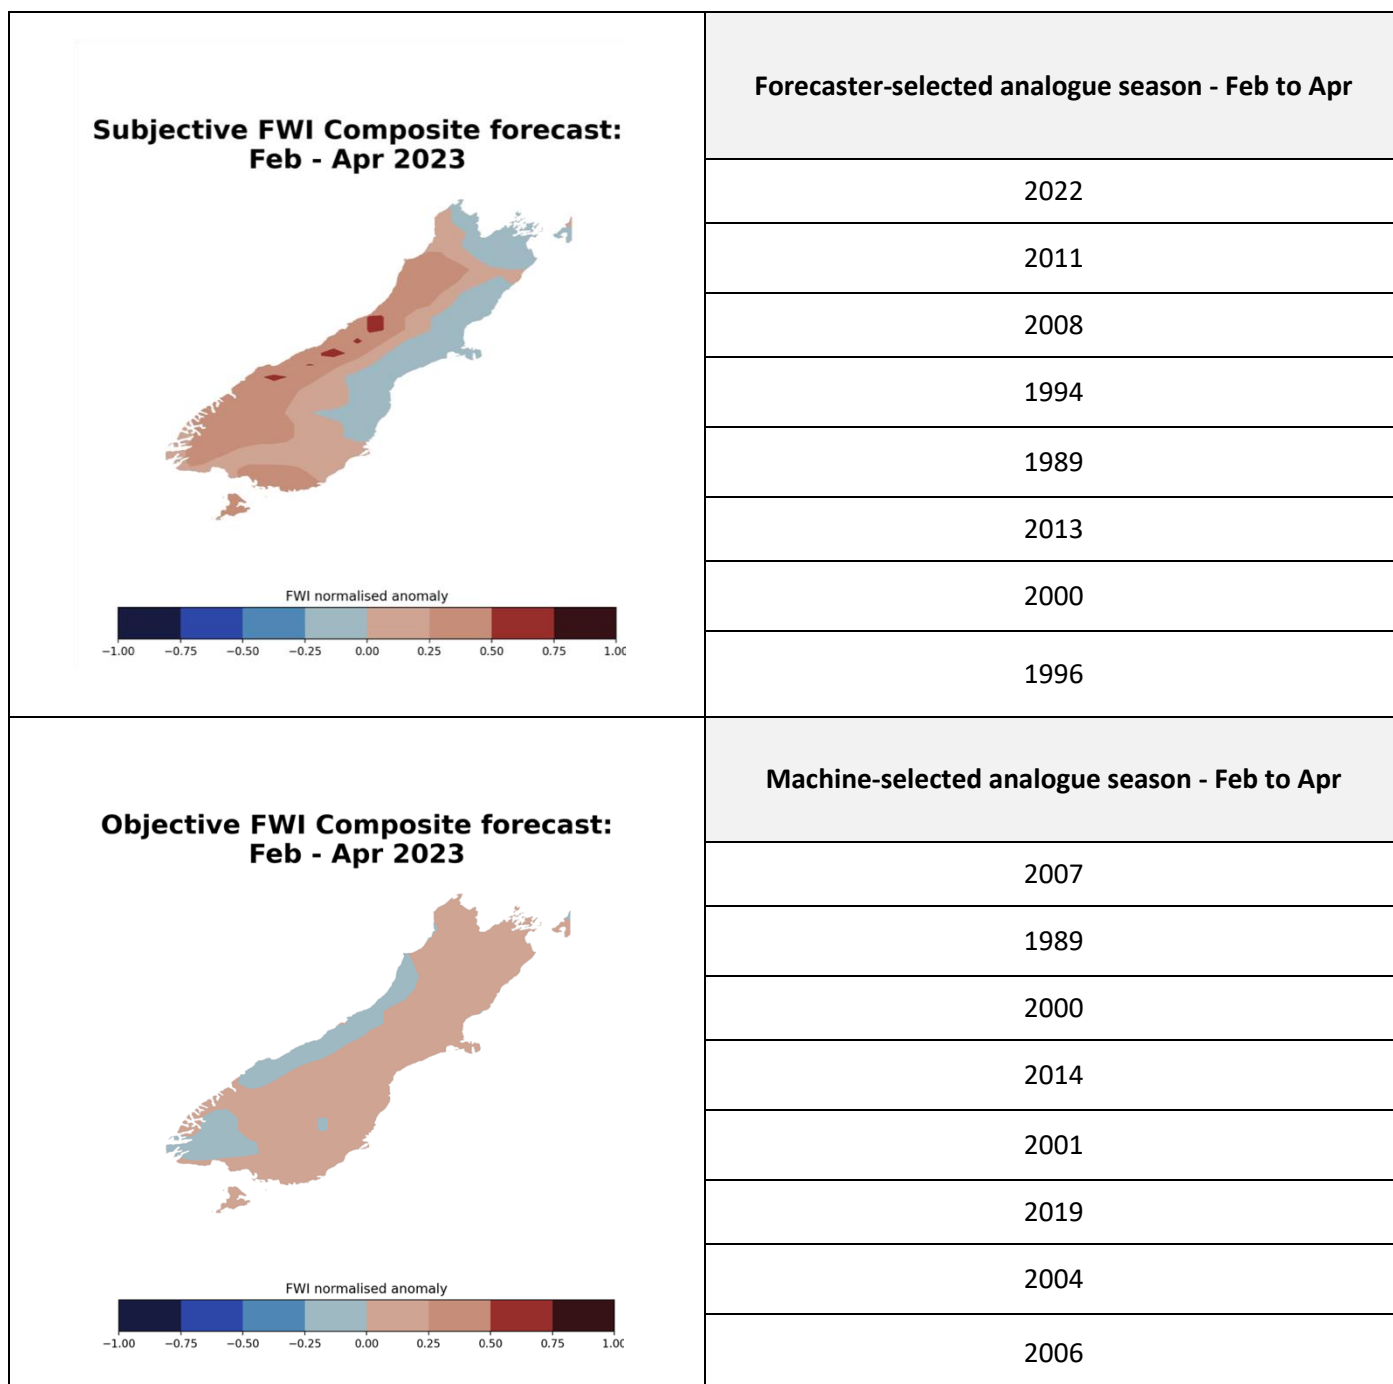 Subjective FWI Composite forecast:
Feb - Apr 2023
FWI normalised anomaly
−1.00 −0.75 −0.50 −0.25 0.00 0.25 0.50 0.75 1.00
Forecaster-selected analogue season - Feb to Apr
2022
2011
2008
1994
1989
2013
2000
1996
Objective FWI Composite forecast:
Feb - Apr 2023
FWI normalised anomaly
−1.00 −0.75 −0.50 −0.25 0.00 0.25 0.50 0.75 1.00
Machine-selected analogue season - Feb to Apr
2007
1989
2000
2014
2001
2019
2004
2006